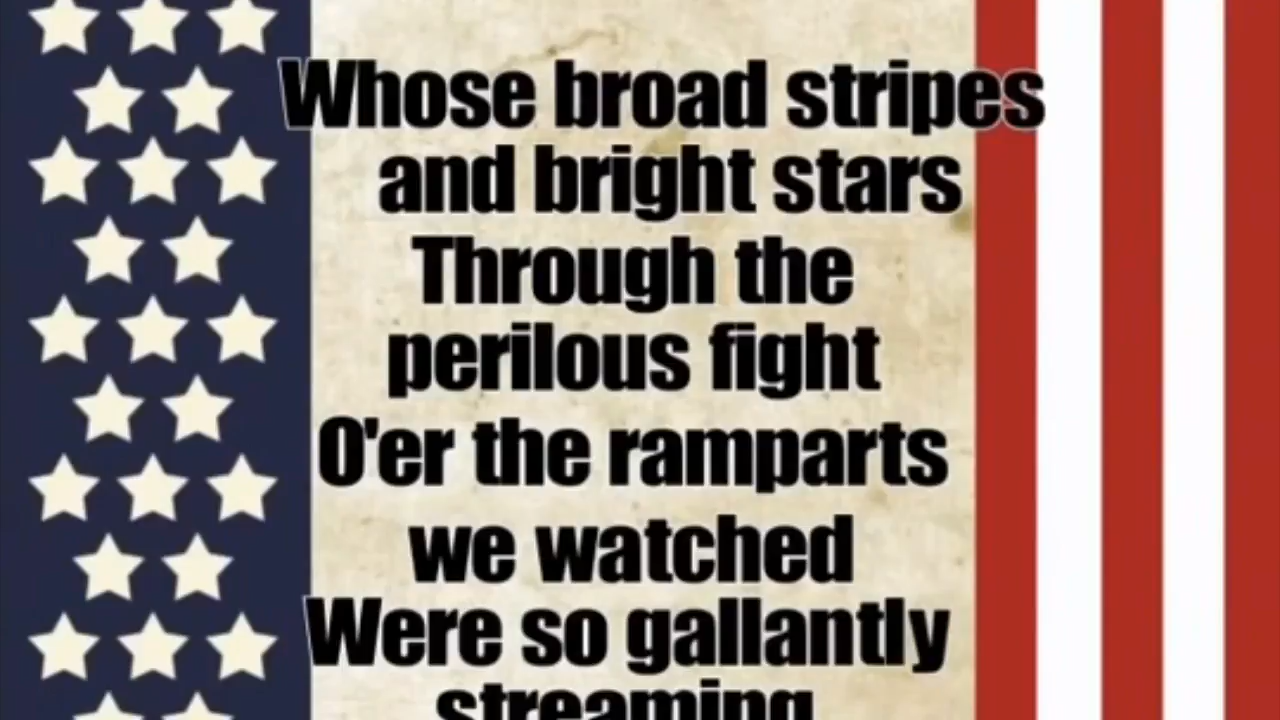 Whose broad stripes
and bright stars
Through the
perilous fight
O'er the ramparts
we watched
Were so gallantly
streaming